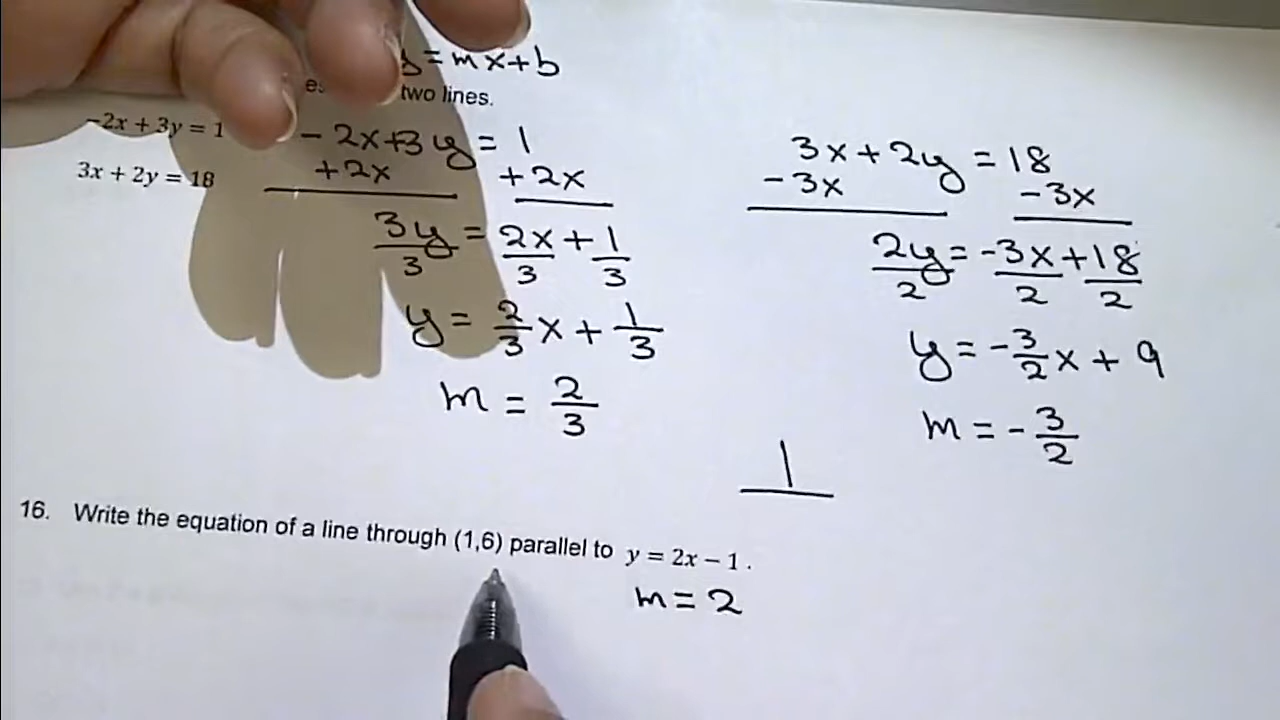 y = mx + b
two lines.
-2x + 3y = 1
3x + 2y = 18
- 2x + 3y = 1
+ 2x + 2x
3y = 2x + 1
3 3 3
y = 2/3 x + 1/3
m = 2/3
3x + 2y = 18
- 3x - 3x
2y = -3x + 18
2 2 2
y = - 3/2 x + 9
m = - 3/2
⊥
16. Write the equation of a line through (1,6) parallel to y = 2x - 1.
m = 2